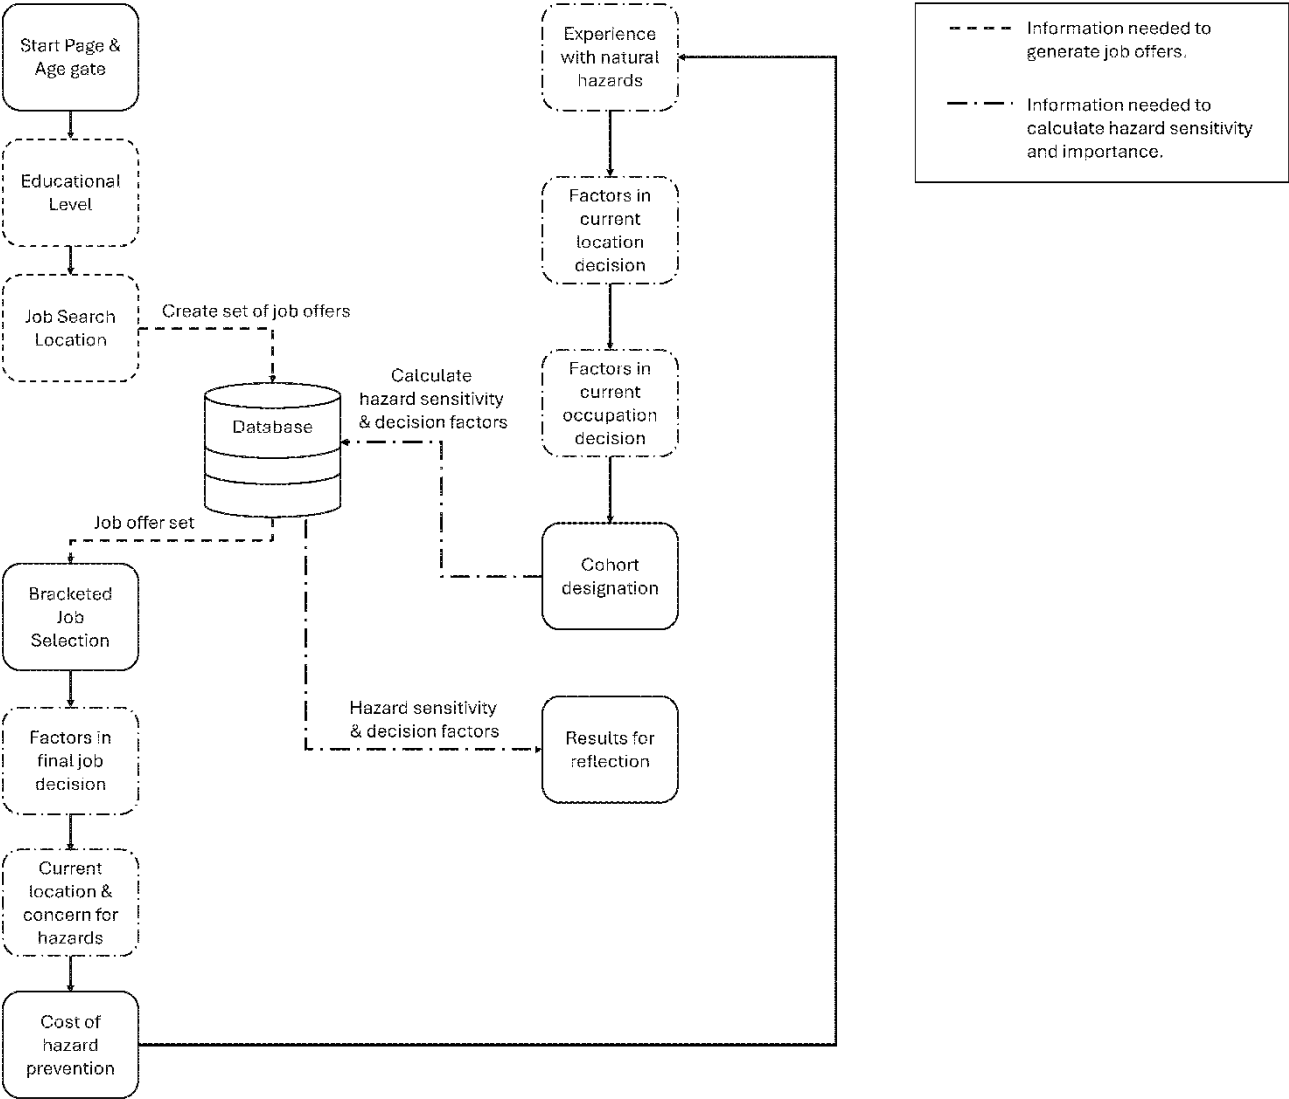 Start Page &
Age gate
Educational
Level
Job Search
Location
Create set of job offers
Database
Calculate
hazard sensitivity
& decision factors
Job offer set
Bracketed
Job
Selection
Factors in
final job
decision
Current
location &
concern for
hazards
Cost of
hazard
prevention
Experience
with natural
hazards
Factors in
current
location
decision
Factors in
current
occupation
decision
Cohort
designation
Hazard sensitivity
& decision factors
Results for
reflection
Information needed to
generate job offers.
Information needed to
calculate hazard sensitivity
and importance.